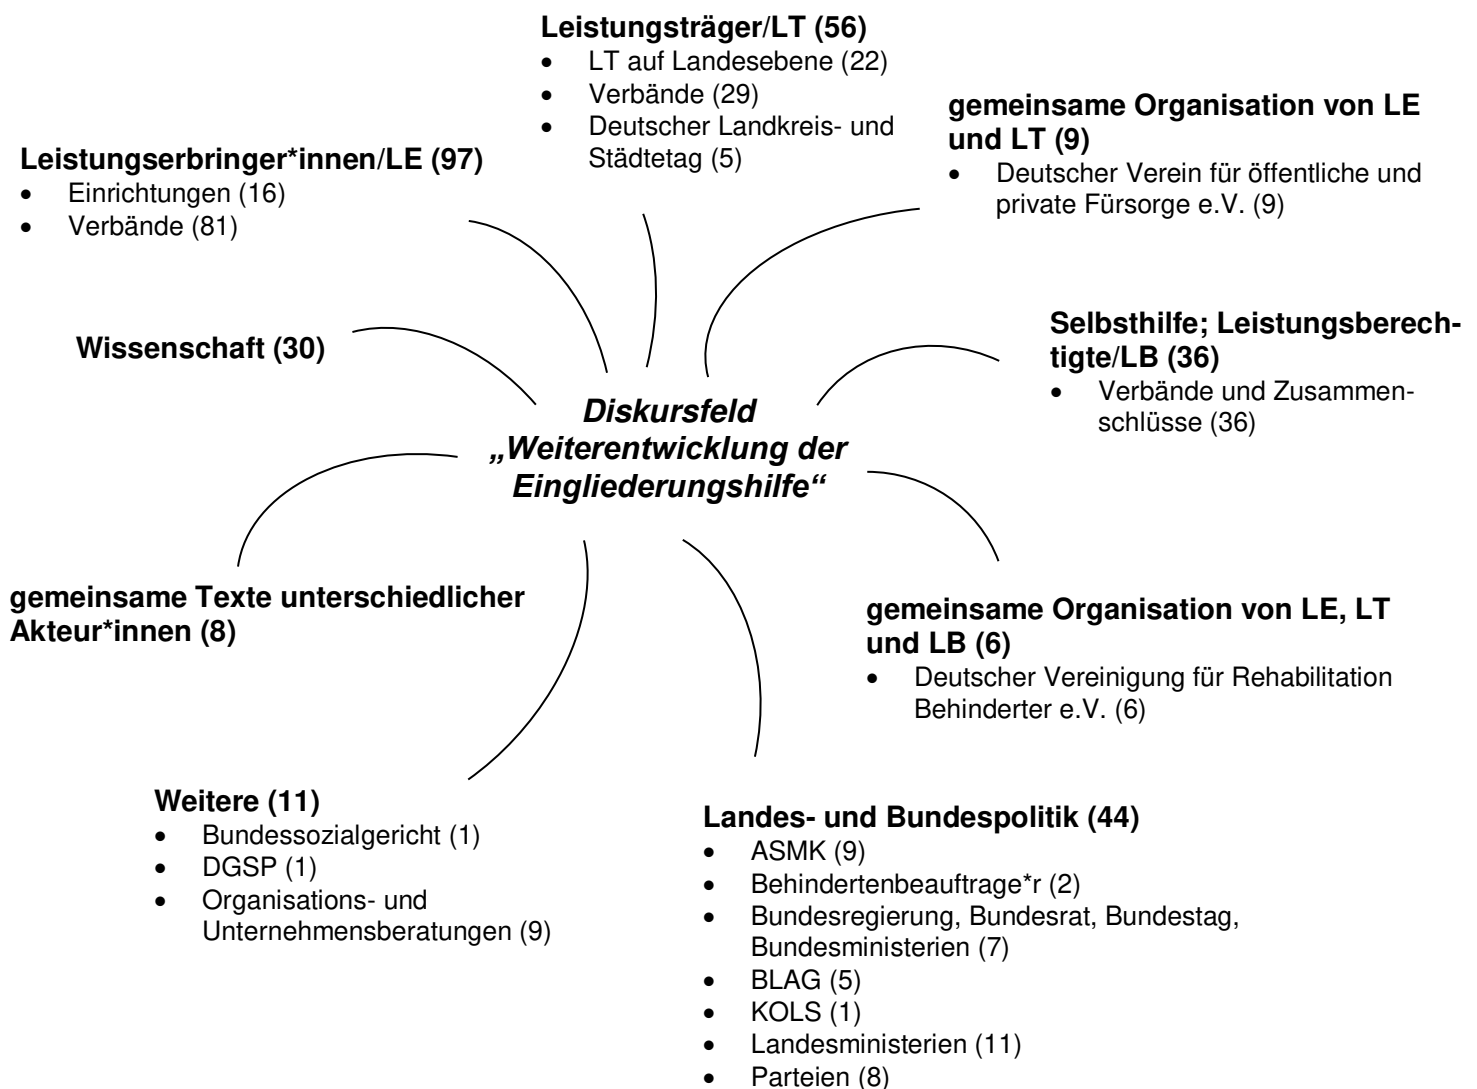 Leistungsträger/LT (56)
• LT auf Landesebene (22)
• Verbände (29)
• Deutscher Landkreis- und
Städtetag (5)
gemeinsame Organisation von LE
und LT (9)
• Deutscher Verein für öffentliche und
private Fürsorge e.V. (9)
Leistungserbringer*innen/LE (97)
• Einrichtungen (16)
• Verbände (81)
Wissenschaft (30)
Selbsthilfe; Leistungsberech-
tigte/LB (36)
• Verbände und Zusammen-
schlüsse (36)
Diskursfeld
„Weiterentwicklung der
Eingliederungshilfe“
gemeinsame Texte unterschiedlicher
Akteur*innen (8)
gemeinsame Organisation von LE, LT
und LB (6)
• Deutscher Vereinigung für Rehabilitation
Behinderter e.V. (6)
Weitere (11)
• Bundessozialgericht (1)
• DGSP (1)
• Organisations- und
Unternehmensberatungen (9)
Landes- und Bundespolitik (44)
• ASMK (9)
• Behindertenbeauftrage*r (2)
• Bundesregierung, Bundesrat, Bundestag,
Bundesministerien (7)
• BLAG (5)
• KOLS (1)
• Landesministerien (11)
• Parteien (8)